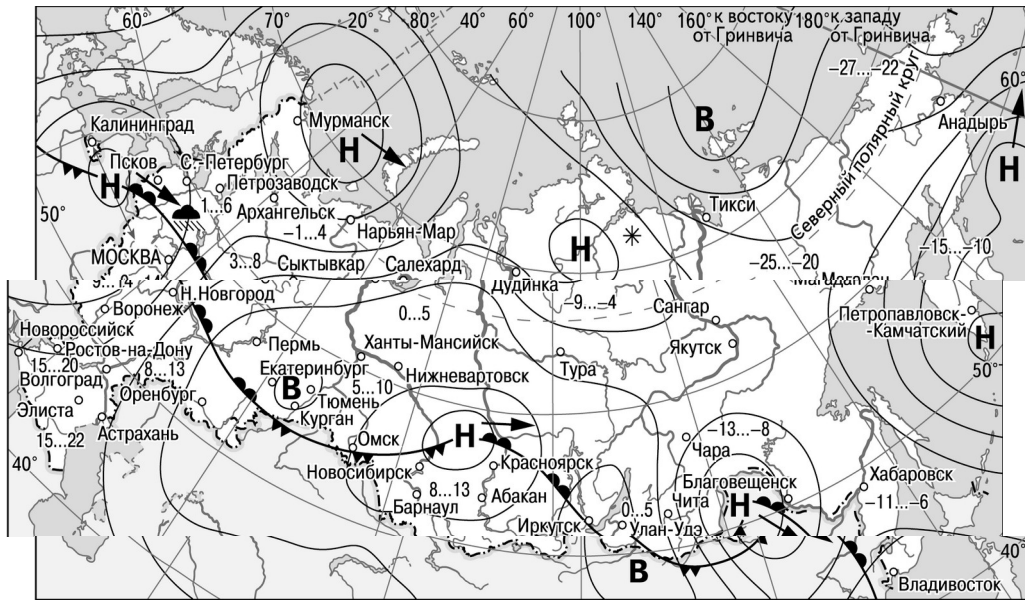 60°
70°
20°
30°
40°
60°
100°
140°
160°
к востоку
от Гринвича
180°
к западу
от Гринвича
–27...–22
60°
Северный полярный круг
Анадырь
Н
В
Калининград
Мурманск
Н
Псков
С.-Петербург
Н
Петрозаводск
1...6
Архангельск
–1...4
Нарьян-Мар
50°
Тикси
Н
–15...–10
МОСКВА
9...14
3...8
Сыктывкар
Салехард
Дудинка
–9...–4
–25...–20
Магадан
Н.Новгород
Воронеж
0...5
Сангар
Петропавловск-
-Камчатский
Новороссийск
Ростов-на-Дону
Пермь
Ханты-Мансийск
Якутск
Н
15...20
8...13
Волгоград
Екатеринбург
В
5...10
Нижневартовск
Тура
50°
Элиста
Оренбург
Тюмень
Курган
15...22
Астрахань
Омск
Н
–13...–8
Чара
40°
Новосибирск
Красноярск
Благовещенск
Хабаровск
8...13
Барнаул
Абакан
0...5
Чита
Н
–11...–6
Иркутск
Улан-Удэ
В
40°
Владивосток